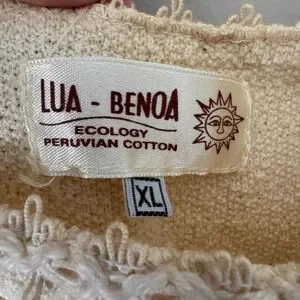 LUA - BENOA
ECOLOGY
PERUVIAN COTTON
XL